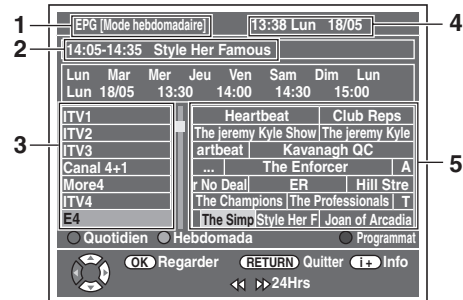 1 EPG [Mode hebdomadaire] 13:38 Lun 18/05 4
2 14:05-14:35 Style Her Famous
Lun Mar Mer Jeu Ven Sam Dim Lun
Lun 18/05 13:30 14:00 14:30 15:00
3
ITV1 Heartbeat Club Reps
ITV2 The jeremy Kyle Show The jeremy Kyle
ITV3 artbeat Kavanagh QC
Canal 4+1 ... The Enforcer A
More4 r No Deal ER Hill Stre
ITV4 The Champions The Professionals T
E4 The Simp Style Her F Joan of Arcadia
5
Quotidien Hebdomada Programmat
OK Regarder RETURN Quitter i+ Info
24Hrs